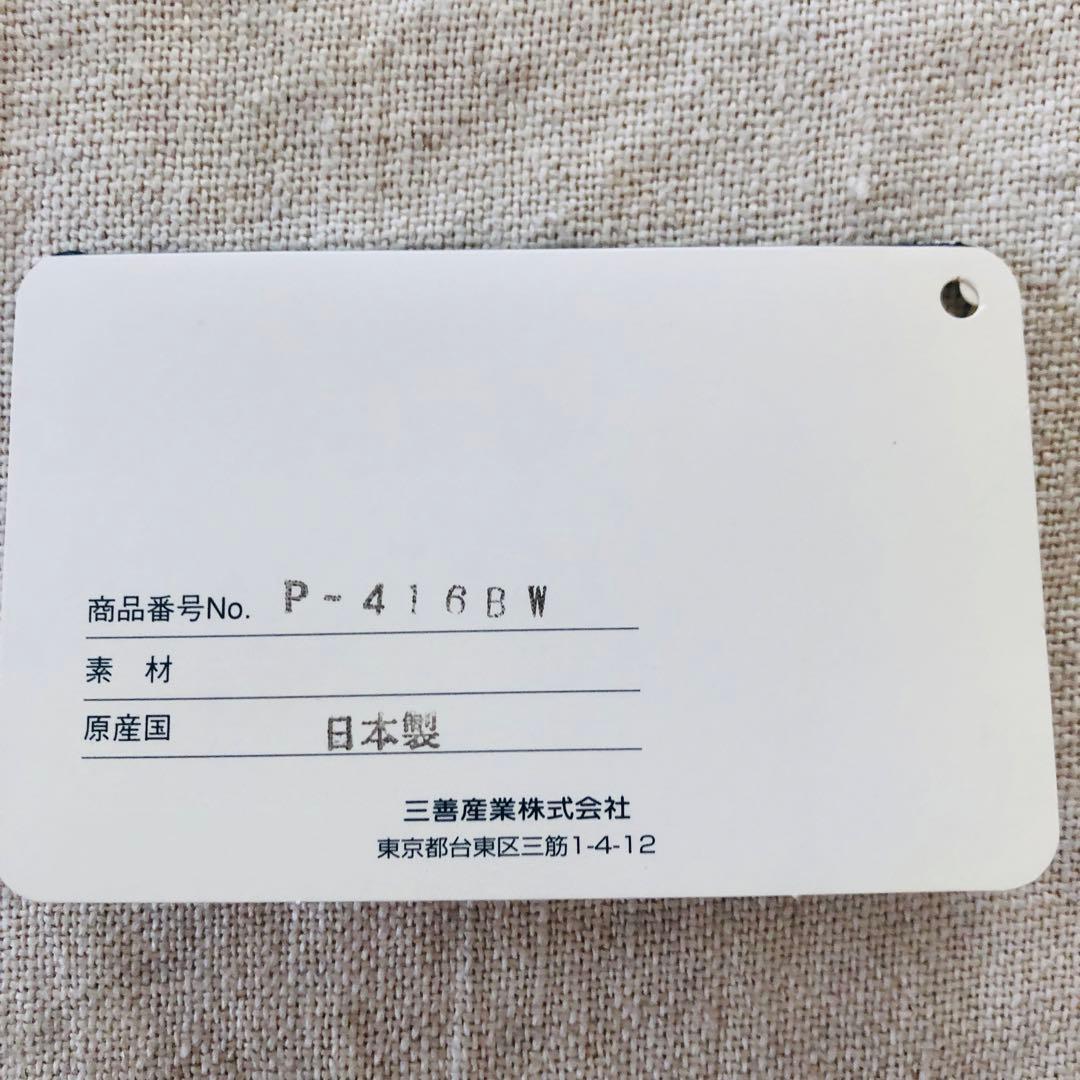 商品番号No. P-416BW
素 材
原産国 日本製
三善産業株式会社
東京都台東区三筋1-4-12